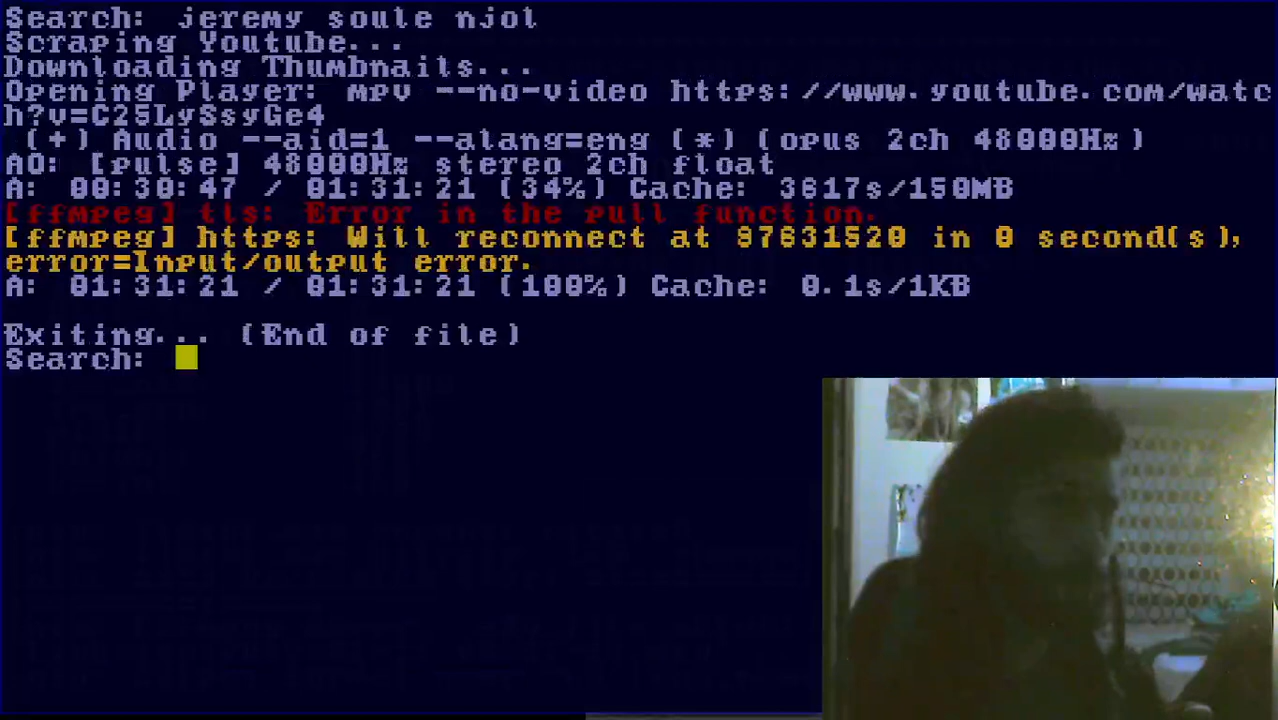 Search: jeremy soule njol
Scraping Youtube...
Downloading Thumbnails...
Opening Player: mpv --no-video https://www.youtube.com/watc
h?v=C25LySsyGe4
(+) Audio --aid=1 --alang=eng (*) (opus 2ch 48000Hz)
AO: [pulse] 48000Hz stereo 2ch float
A: 00:30:47 / 01:31:21 (34%) Cache: 3817s/150MB
[ffmpeg] tls: Error in the pull function.
[ffmpeg] https: Will reconnect at 87831520 in 0 second(s),
error=Input/output error.
A: 01:31:21 / 01:31:21 (100%) Cache: 0.1s/1KB
Exiting... (End of file)
Search: